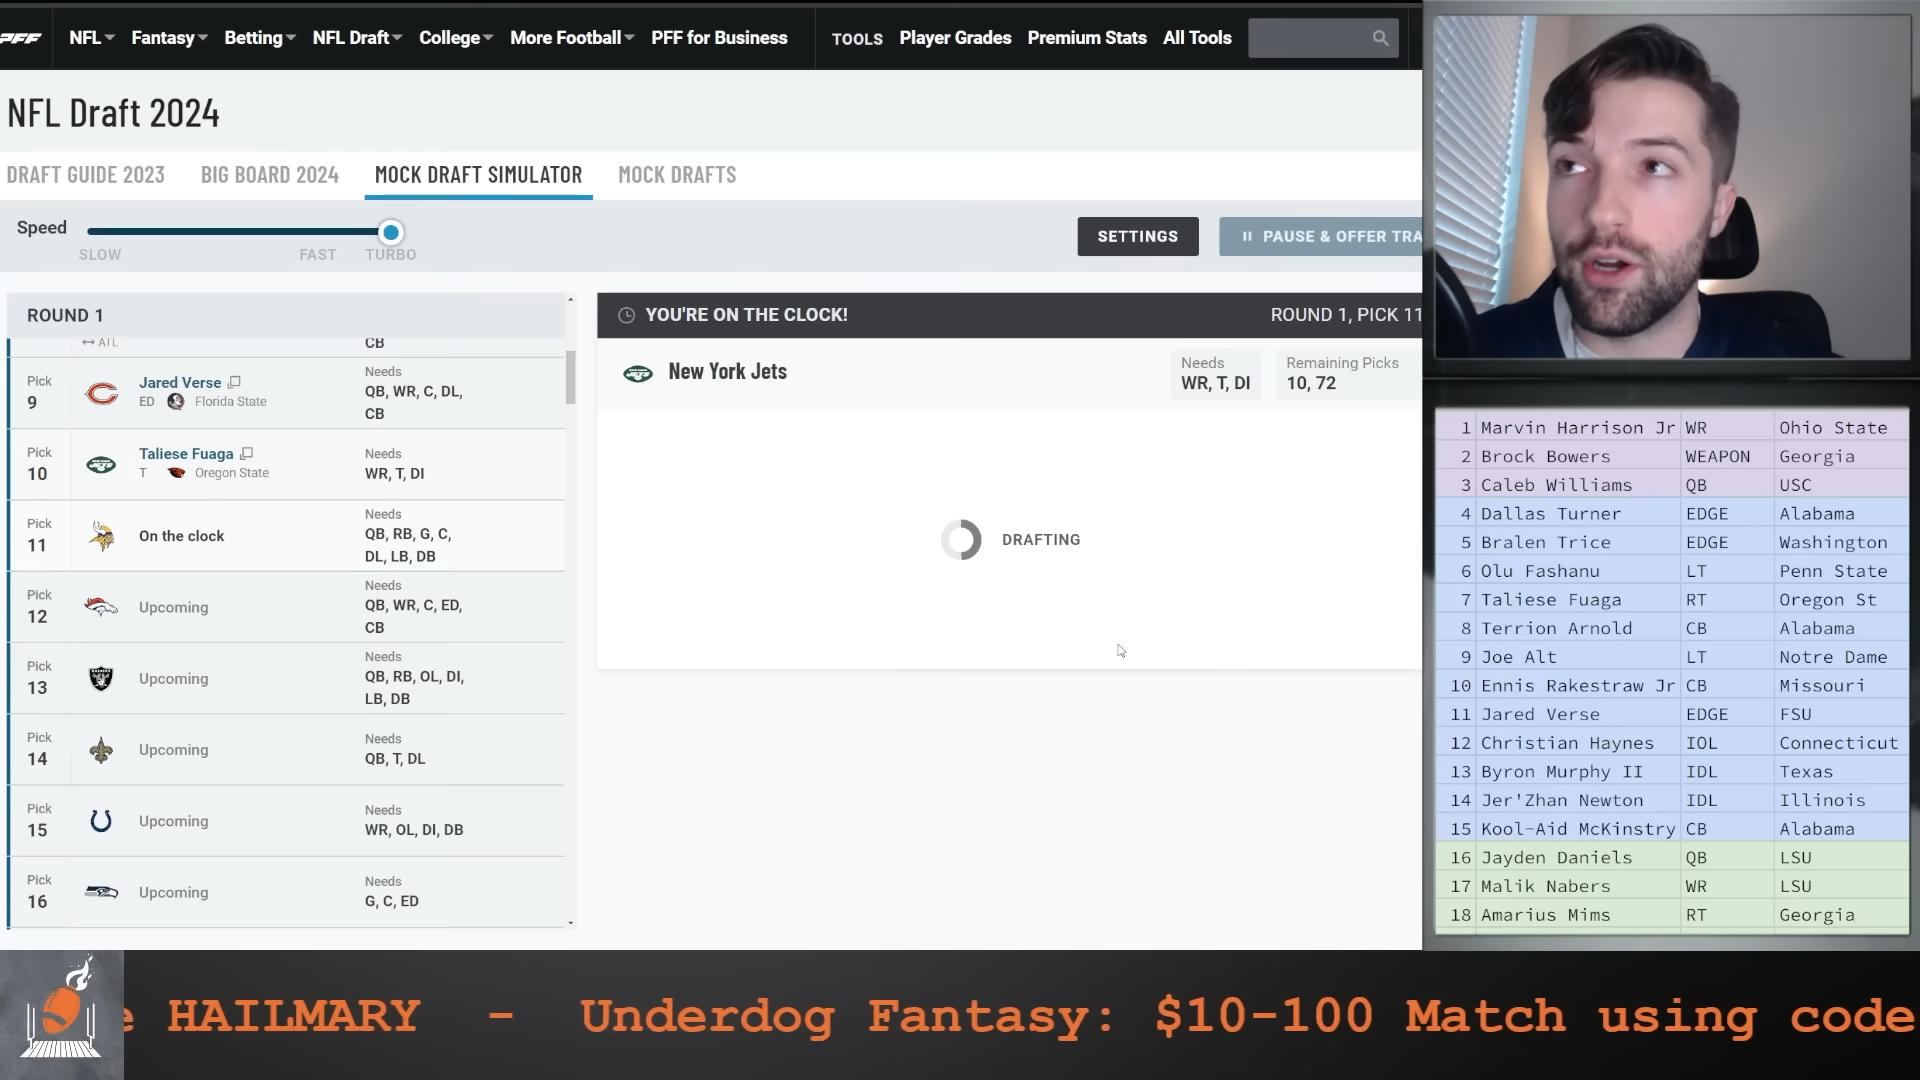 PFF NFL Fantasy Betting NFL Draft College More Football PFF for Business TOOLS Player Grades Premium Stats All Tools
NFL Draft 2024
DRAFT GUIDE 2023 BIG BOARD 2024 MOCK DRAFT SIMULATOR MOCK DRAFTS
Speed
SLOW FAST TURBO
SETTINGS
PAUSE & OFFER TRA
ROUND 1
↔ ATL CB
Pick 9 Jared Verse Needs
ED Florida State QB, WR, C, DL,
CB
Pick 10 Taliese Fuaga Needs
T Oregon State WR, T, DI
Pick 11 On the clock Needs
QB, RB, G, C,
DL, LB, DB
Pick 12 Upcoming Needs
QB, WR, C, ED,
CB
Pick 13 Upcoming Needs
QB, RB, OL, DI,
LB, DB
Pick 14 Upcoming Needs
QB, T, DL
Pick 15 Upcoming Needs
WR, OL, DI, DB
Pick 16 Upcoming Needs
G, C, ED
YOU'RE ON THE CLOCK! ROUND 1, PICK 11
New York Jets
Needs
WR, T, DI
Remaining Picks
10, 72
DRAFTING
1 Marvin Harrison Jr WR Ohio State
2 Brock Bowers WEAPON Georgia
3 Caleb Williams QB USC
4 Dallas Turner EDGE Alabama
5 Bralen Trice EDGE Washington
6 Olu Fashanu LT Penn State
7 Taliese Fuaga RT Oregon St
8 Terrion Arnold CB Alabama
9 Joe Alt LT Notre Dame
10 Ennis Rakestraw Jr CB Missouri
11 Jared Verse EDGE FSU
12 Christian Haynes IOL Connecticut
13 Byron Murphy II IDL Texas
14 Jer'Zhan Newton IDL Illinois
15 Kool-Aid McKinstry CB Alabama
16 Jayden Daniels QB LSU
17 Malik Nabers WR LSU
18 Amarius Mims RT Georgia
e HAILMARY - Underdog Fantasy: $10-100 Match using code